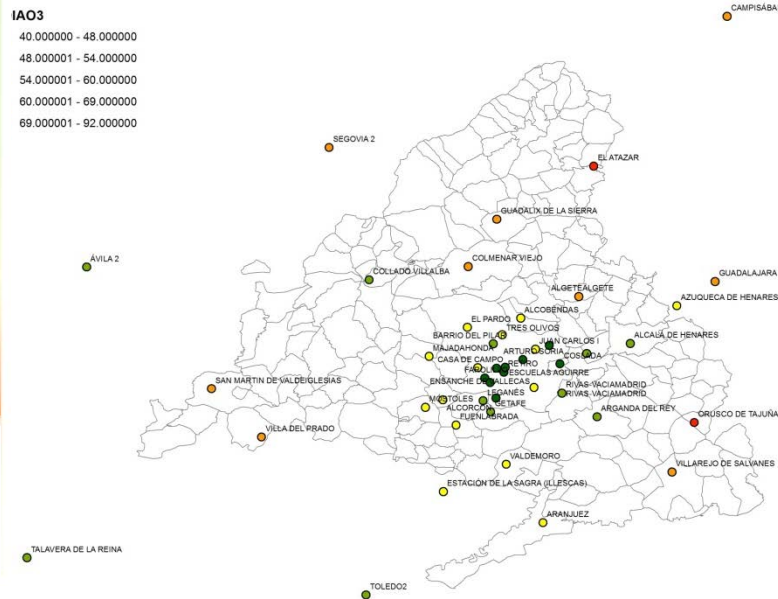 IAO3
40.000000 - 48.000000
48.000001 - 54.000000
54.000001 - 60.000000
60.000001 - 69.000000
69.000001 - 92.000000
CAMPISÁBA
SEGOVIA 2
EL ATAZAR
GUADALIX DE LA SIERRA
ÁVILA 2
COLMENAR VIEJO
COLLADO VILLALBA
GUADALAJARA
ALGETEALGETE
AZUQUECA DE HENARES
ALCOBENDAS
EL PARDO
TRES OLIVOS
BARRIO DEL PILAR
ALCALÁ DE HENARES
JUAN CARLOS I
MAJADAHONDA
ARTURO SORIA
COSLADA
CASA DE CAMPO
RETIRO
ESCUELAS AGUIRRE
ENSANCHE DE VALLECAS
SAN MARTIN DE VALDEIGLESIAS
RIVAS-VACIAMADRID
RIVAS-VACIAMADRID
LEGANÉS
MÓSTOLES
GETAFE
ALCORCÓN
ARGANDA DEL REY
ORUSCO DE TAJUÑA
FUENLABRADA
VILLA DEL PRADO
VALDEMORO
VILLAREJO DE SALVANES
ESTACIÓN DE LA SAGRA (ILLESCAS)
ARANJUEZ
TALAVERA DE LA REINA
TOLEDO2